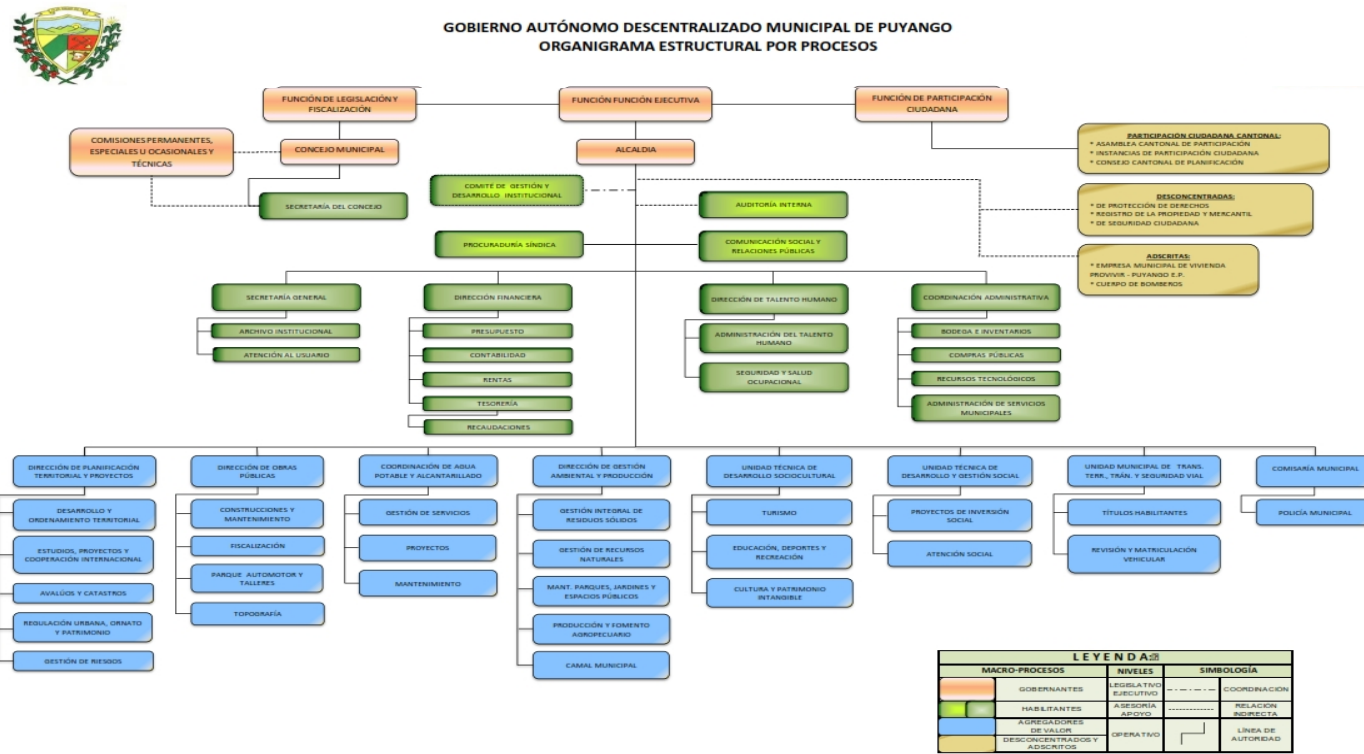 GOBIERNO AUTÓNOMO DESCENTRALIZADO MUNICIPAL DE PUYANGO
ORGANIGRAMA ESTRUCTURAL POR PROCESOS
FUNCIÓN DE LEGISLACIÓN Y
FISCALIZACIÓN
FUNCIÓN FUNCIÓN EJECUTIVA
FUNCIÓN DE PARTICIPACIÓN
CIUDADANA
COMISIONES PERMANENTES,
ESPECIALES U OCASIONALES Y
TÉCNICAS
CONCEJO MUNICIPAL
ALCALDIA
PARTICIPACIÓN CIUDADANA CANTONAL:
* ASAMBLEA CANTONAL DE PARTICIPACIÓN
* INSTANCIAS DE PARTICIPACIÓN CIUDADANA
* CONSEJO CANTONAL DE PLANIFICACIÓN
SECRETARÍA DEL CONCEJO
COMITÉ DE GESTIÓN Y
DESARROLLO INSTITUCIONAL
AUDITORÍA INTERNA
DESCONCENTRADAS:
* DE PROTECCIÓN DE DERECHOS
* REGISTRO DE LA PROPIEDAD Y MERCANTIL
* DE SEGURIDAD CIUDADANA
PROCURADURÍA SÍNDICA
COMUNICACIÓN SOCIAL Y
RELACIONES PÚBLICAS
ADSCRITAS:
* EMPRESA MUNICIPAL DE VIVIENDA
PROVIVIR - PUYANGO E.P.
* CUERPO DE BOMBEROS
SECRETARÍA GENERAL
ARCHIVO INSTITUCIONAL
ATENCIÓN AL USUARIO
DIRECCIÓN FINANCIERA
PRESUPUESTO
CONTABILIDAD
RENTAS
TESORERÍA
RECAUDACIONES
DIRECCIÓN DE TALENTO HUMANO
ADMINISTRACIÓN DEL TALENTO
HUMANO
SEGURIDAD Y SALUD
OCUPACIONAL
COORDINACIÓN ADMINISTRATIVA
BODEGA E INVENTARIOS
COMPRAS PÚBLICAS
RECURSOS TECNOLÓGICOS
ADMINISTRACIÓN DE SERVICIOS
MUNICIPALES
DIRECCIÓN DE PLANIFICACIÓN
TERRITORIAL Y PROYECTOS
DESARROLLO Y
ORDENAMIENTO TERRITORIAL
ESTUDIOS, PROYECTOS Y
COOPERACIÓN INTERNACIONAL
AVALÚOS Y CATASTROS
REGULACIÓN URBANA, ORNATO
Y PATRIMONIO
GESTIÓN DE RIESGOS
DIRECCIÓN DE OBRAS
PÚBLICAS
CONSTRUCCIONES Y
MANTENIMIENTO
FISCALIZACIÓN
PARQUE AUTOMOTOR Y
TALLERES
TOPOGRAFÍA
COORDINACIÓN DE AGUA
POTABLE Y ALCANTARILLADO
GESTIÓN DE SERVICIOS
PROYECTOS
MANTENIMIENTO
DIRECCIÓN DE GESTIÓN
AMBIENTAL Y PRODUCCIÓN
GESTIÓN INTEGRAL DE
RESIDUOS SÓLIDOS
GESTIÓN DE RECURSOS
NATURALES
MANT. PARQUES, JARDINES Y
ESPACIOS PÚBLICOS
PRODUCCIÓN Y FOMENTO
AGROPECUARIO
CAMAL MUNICIPAL
UNIDAD TÉCNICA DE
DESARROLLO SOCIOCULTURAL
TURISMO
EDUCACIÓN, DEPORTES Y
RECREACIÓN
CULTURA Y PATRIMONIO
INTANGIBLE
UNIDAD TÉCNICA DE
DESARROLLO Y GESTIÓN SOCIAL
PROYECTOS DE INVERSIÓN
SOCIAL
ATENCIÓN SOCIAL
UNIDAD MUNICIPAL DE TRANS.
TERR., TRÁN. Y SEGURIDAD VIAL
TÍTULOS HABILITANTES
REVISIÓN Y MATRICULACIÓN
VEHICULAR
COMISARÍA MUNICIPAL
POLICÍA MUNICIPAL
LEYENDA
MACRO-PROCESOS NIVELES SIMBOLOGÍA
GOBERNANTES LEGISLATIVO EJECUTIVO COORDINACIÓN
HABILITANTES ASESORÍA APOYO RELACIÓN INDIRECTA
AGREGADORES DE VALOR OPERATIVO LÍNEA DE AUTORIDAD
DESCONCENTRADOS Y ADSCRITOS